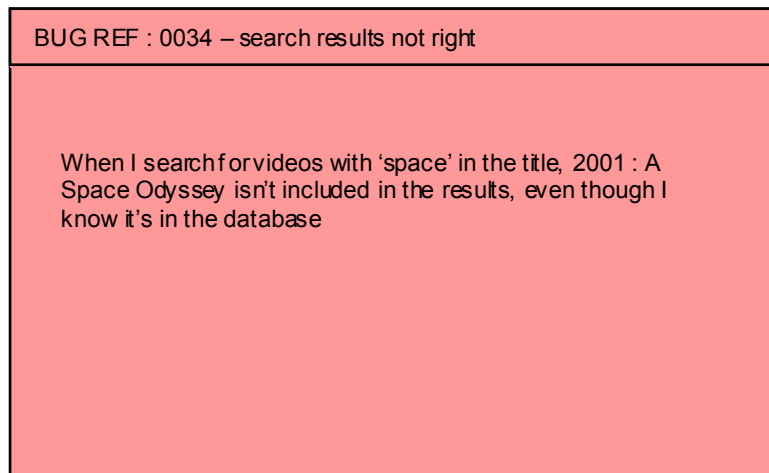 BUG REF : 0034 – search results not right
When I search for videos with ‘space’ in the title, 2001 : A
Space Odyssey isn’t included in the results, even though I
know it’s in the database